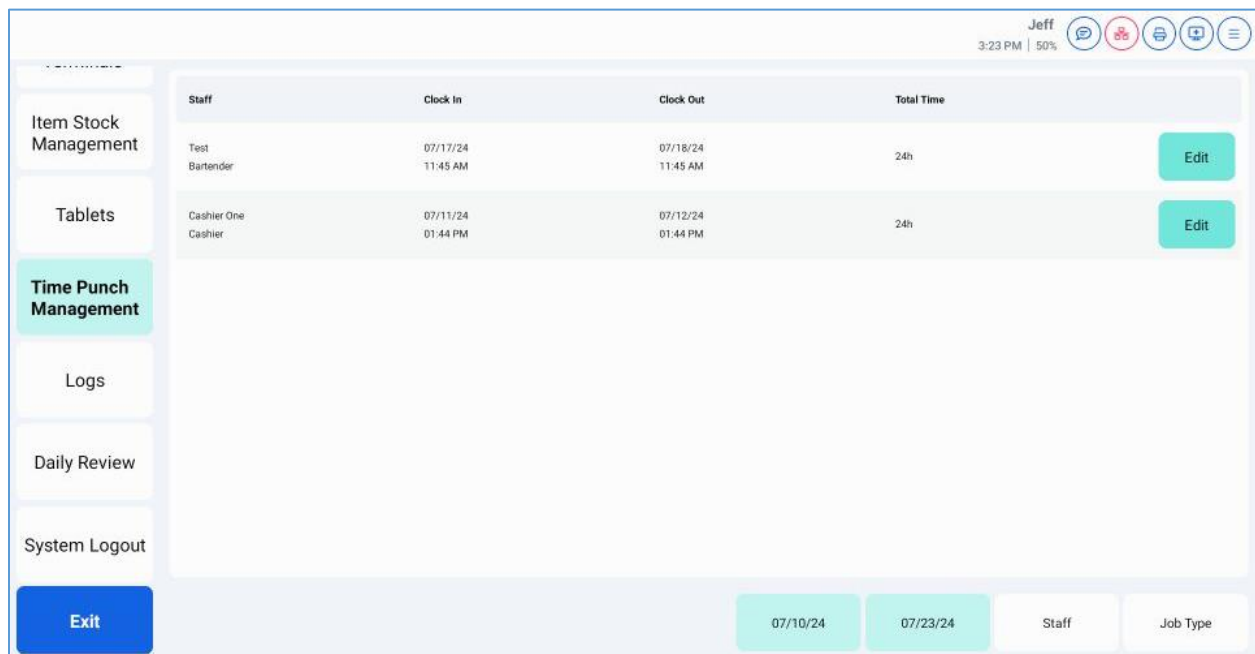 Jeff
3:23 PM | 50%
Item Stock
Management
Tablets
Time Punch
Management
Logs
Daily Review
System Logout
Exit
Staff Clock In Clock Out Total Time
Test 07/17/24 07/18/24
Bartender 11:45 AM 11:45 AM
24h
Edit
Cashier One 07/11/24 07/12/24
Cashier 01:44 PM 01:44 PM
24h
Edit
07/10/24 07/23/24 Staff Job Type